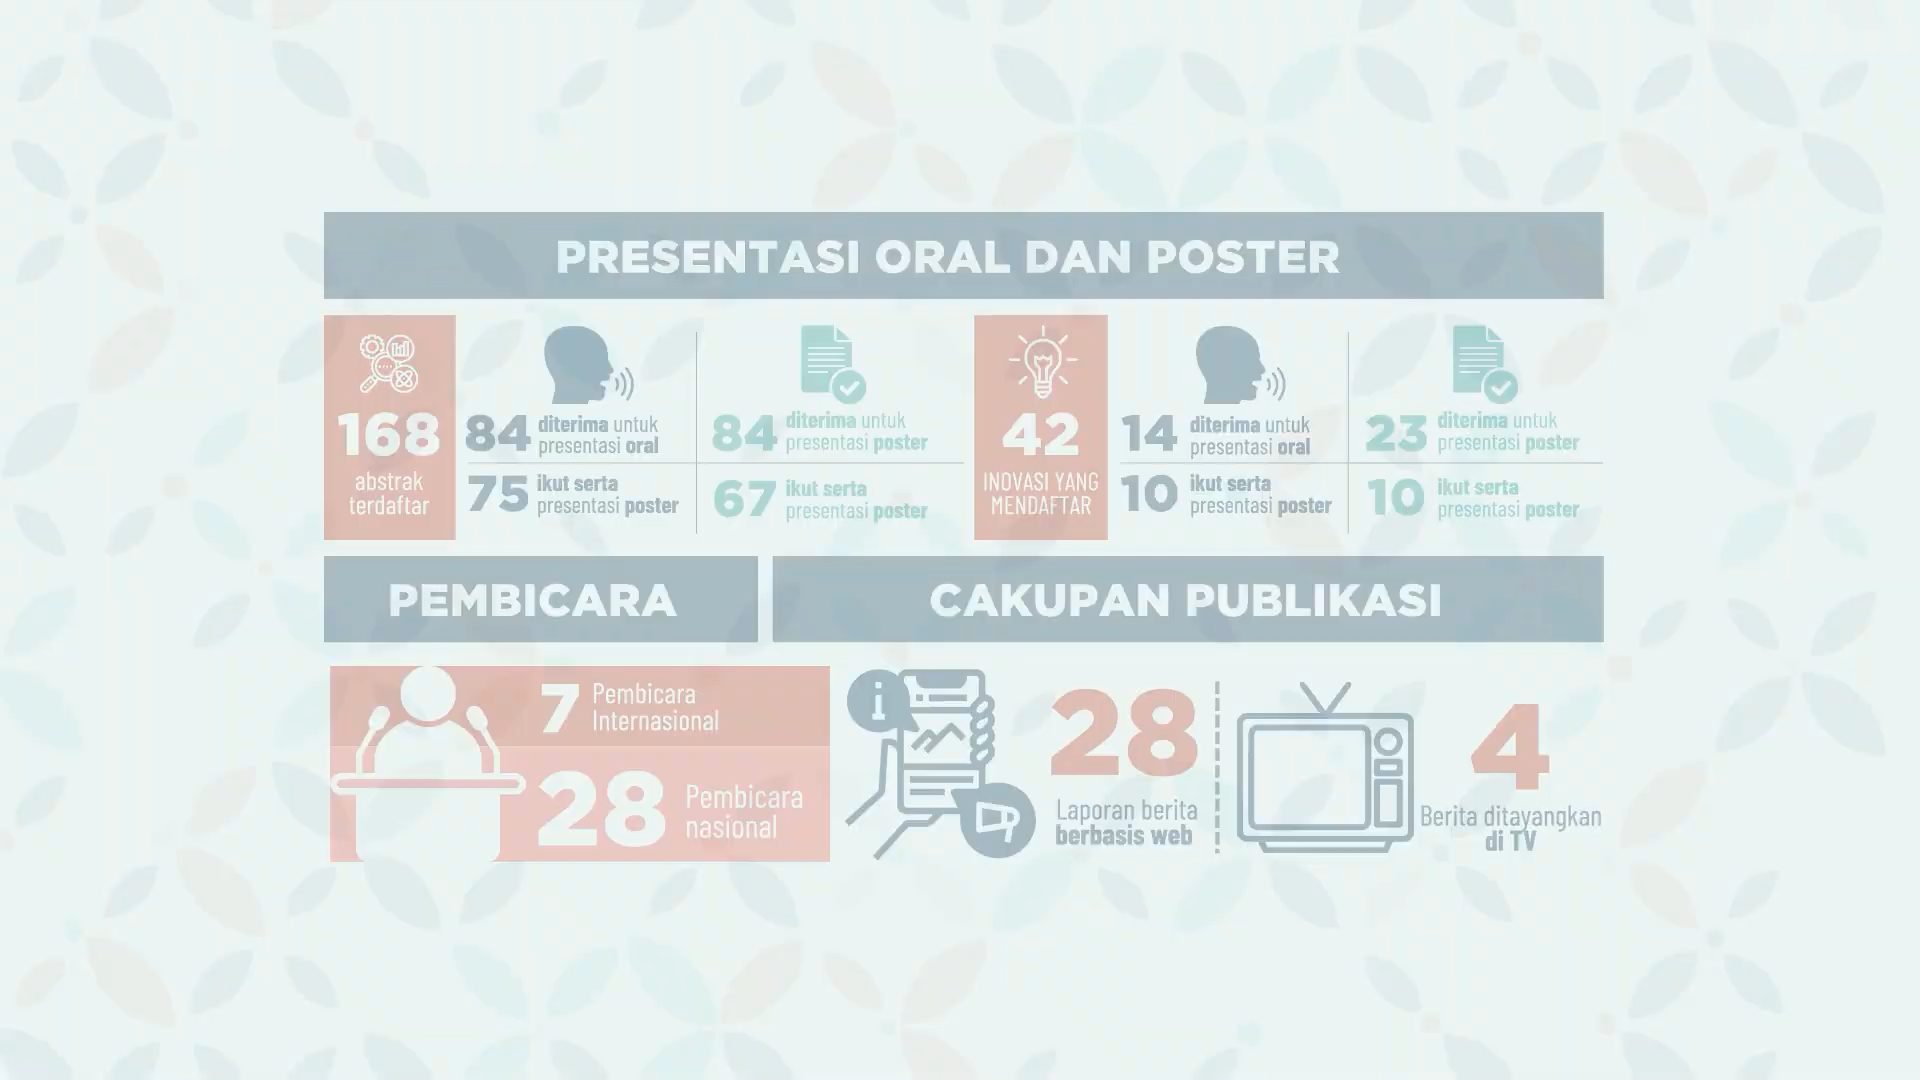 PRESENTASI ORAL DAN POSTER
168
abstrak
terdaftar
84 diterima untuk
presentasi oral
75 ikut serta
presentasi poster
84 diterima untuk
presentasi poster
67 ikut serta
presentasi poster
42
INOVASI YANG
MENDAFTAR
14 diterima untuk
presentasi oral
10 ikut serta
presentasi poster
23 diterima untuk
presentasi poster
10 ikut serta
presentasi poster
PEMBICARA
7 Pembicara
Internasional
28 Pembicara
nasional
CAKUPAN PUBLIKASI
i
28
Laporan berita
berbasis web
4
Berita ditayangkan
di TV